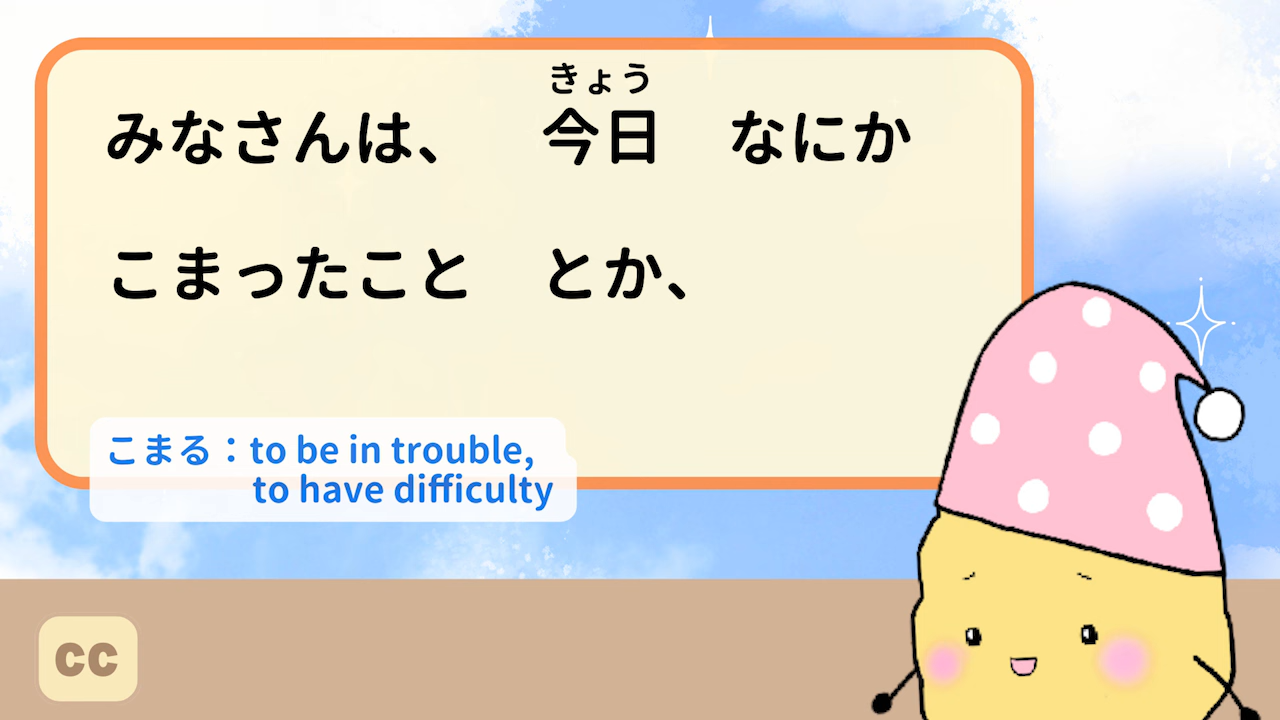 きょう
みなさんは、　今日　なにか
こまったこと　とか、
こまる：to be in trouble,
to have difficulty
CC